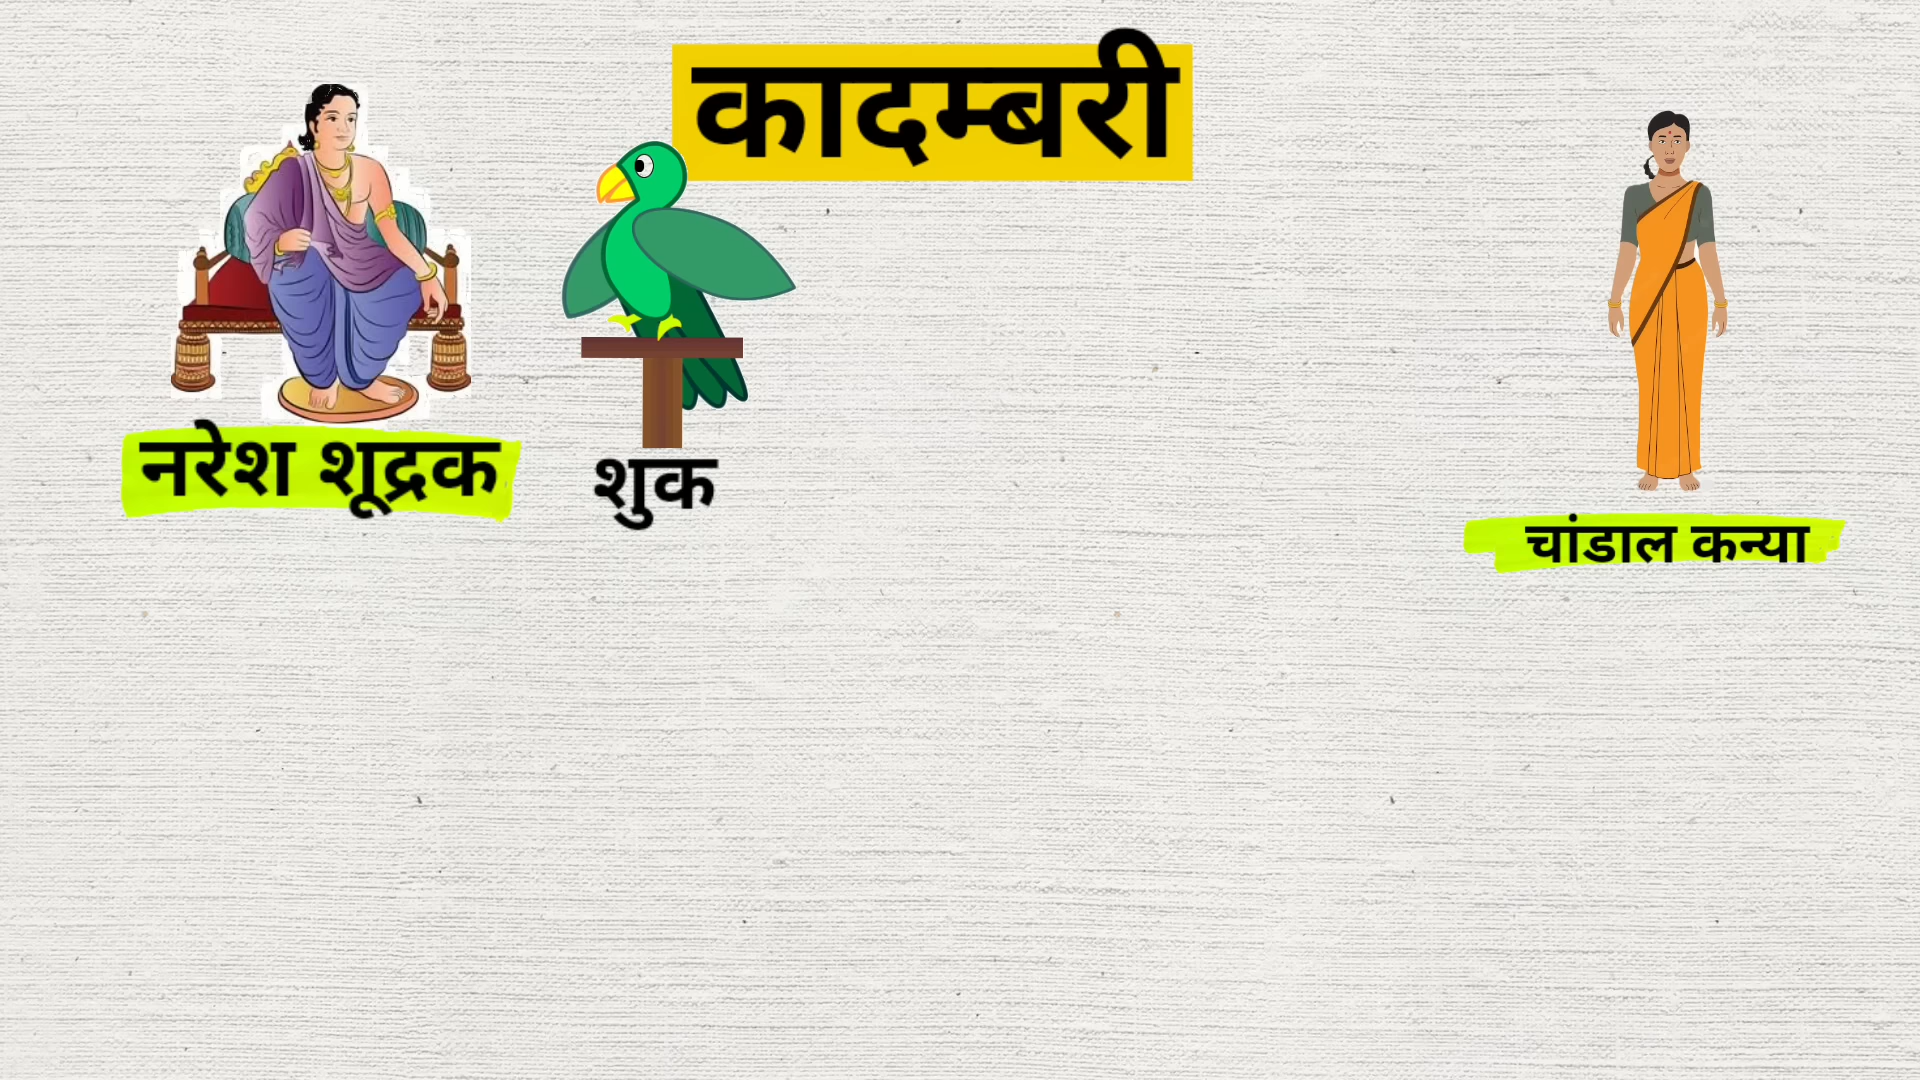 कादम्बरी
नरेश शूद्रक
शुक
चांडाल कन्या